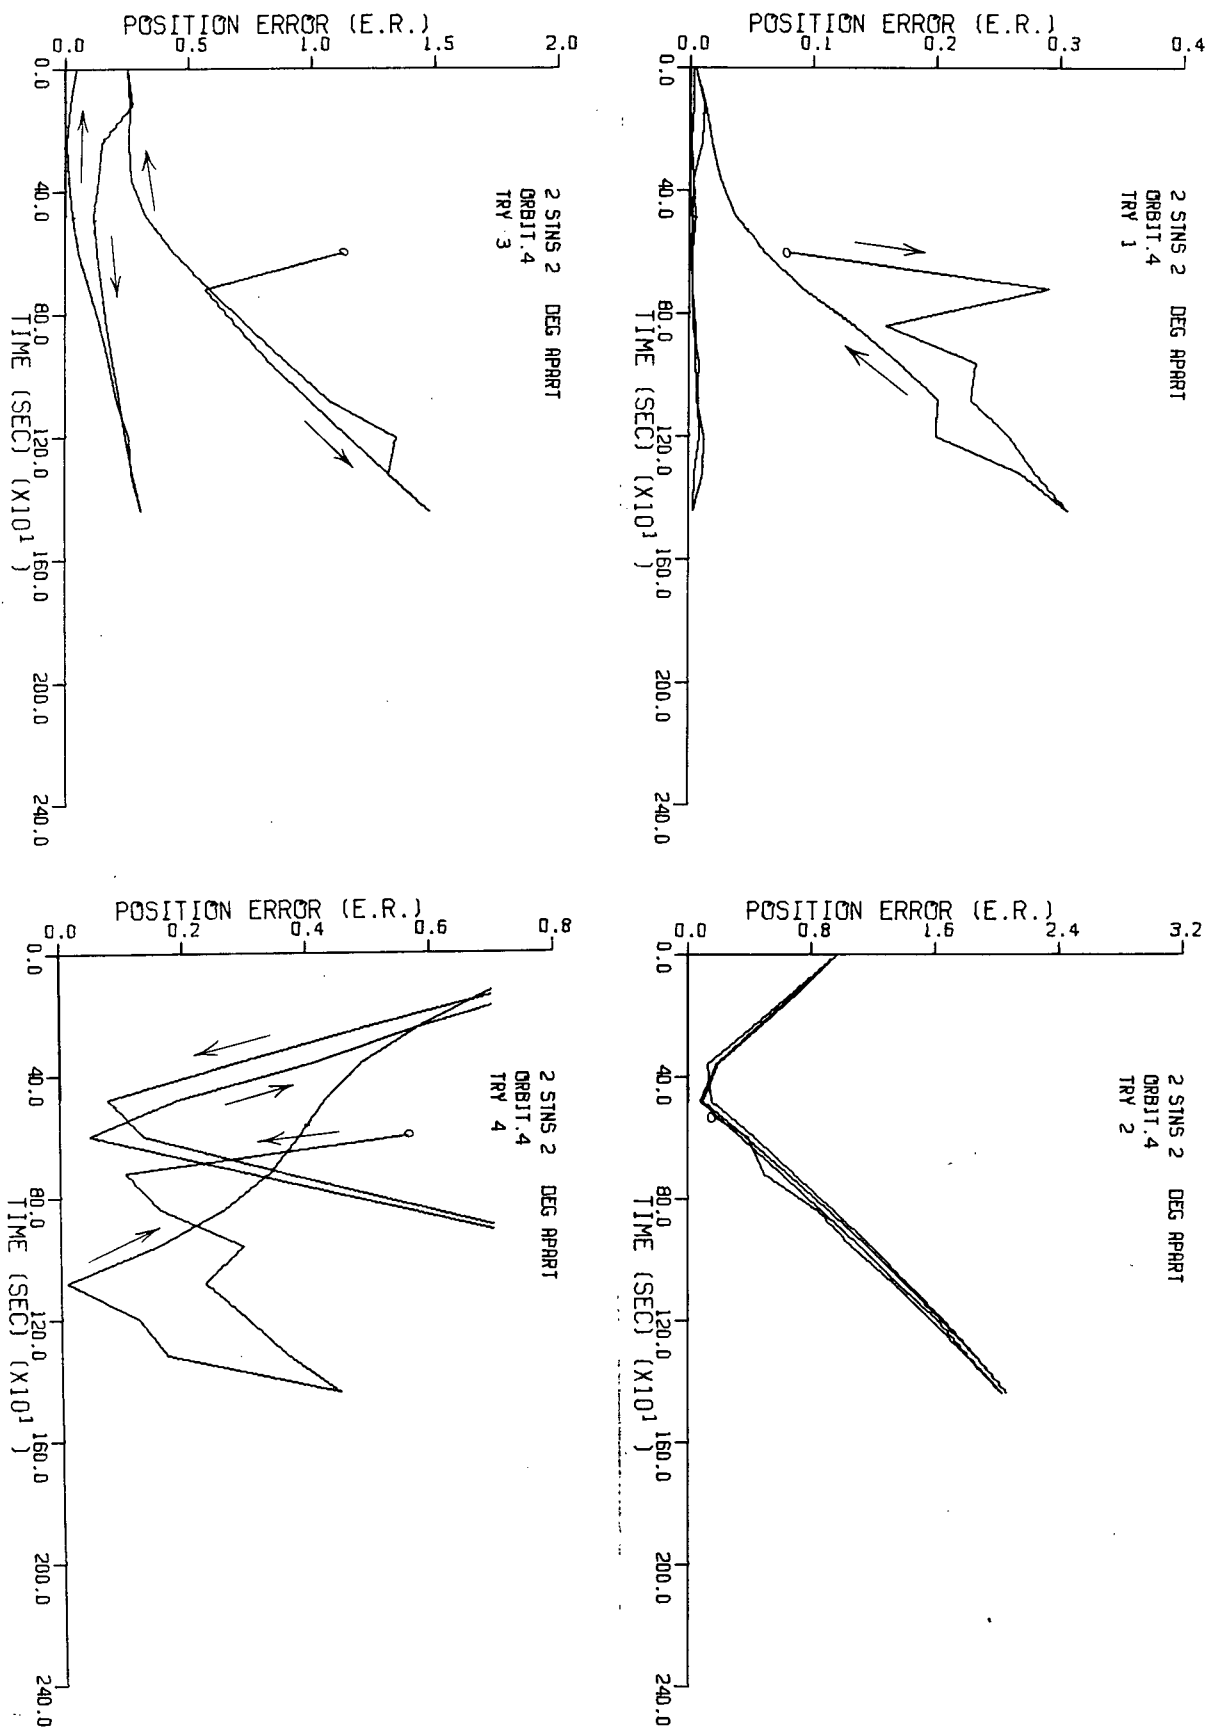 2 STNS 2 DEG APART
ORBIT.4
TRY 1
POSITION ERROR (E.R.)
0.0 0.1 0.2 0.3 0.4
0.0 40.0 80.0 120.0 160.0 200.0 240.0
TIME (SEC) (X10¹ )
2 STNS 2 DEG APART
ORBIT.4
TRY 2
POSITION ERROR (E.R.)
0.0 0.8 1.6 2.4 3.2
0.0 40.0 80.0 120.0 160.0 200.0 240.0
TIME (SEC) (X10¹ )
2 STNS 2 DEG APART
ORBIT.4
TRY 3
POSITION ERROR (E.R.)
0.0 0.5 1.0 1.5 2.0
0.0 40.0 80.0 120.0 160.0 200.0 240.0
TIME (SEC) (X10¹ )
2 STNS 2 DEG APART
ORBIT.4
TRY 4
POSITION ERROR (E.R.)
0.0 0.2 0.4 0.6 0.8
0.0 40.0 80.0 120.0 160.0 200.0 240.0
TIME (SEC) (X10¹ )